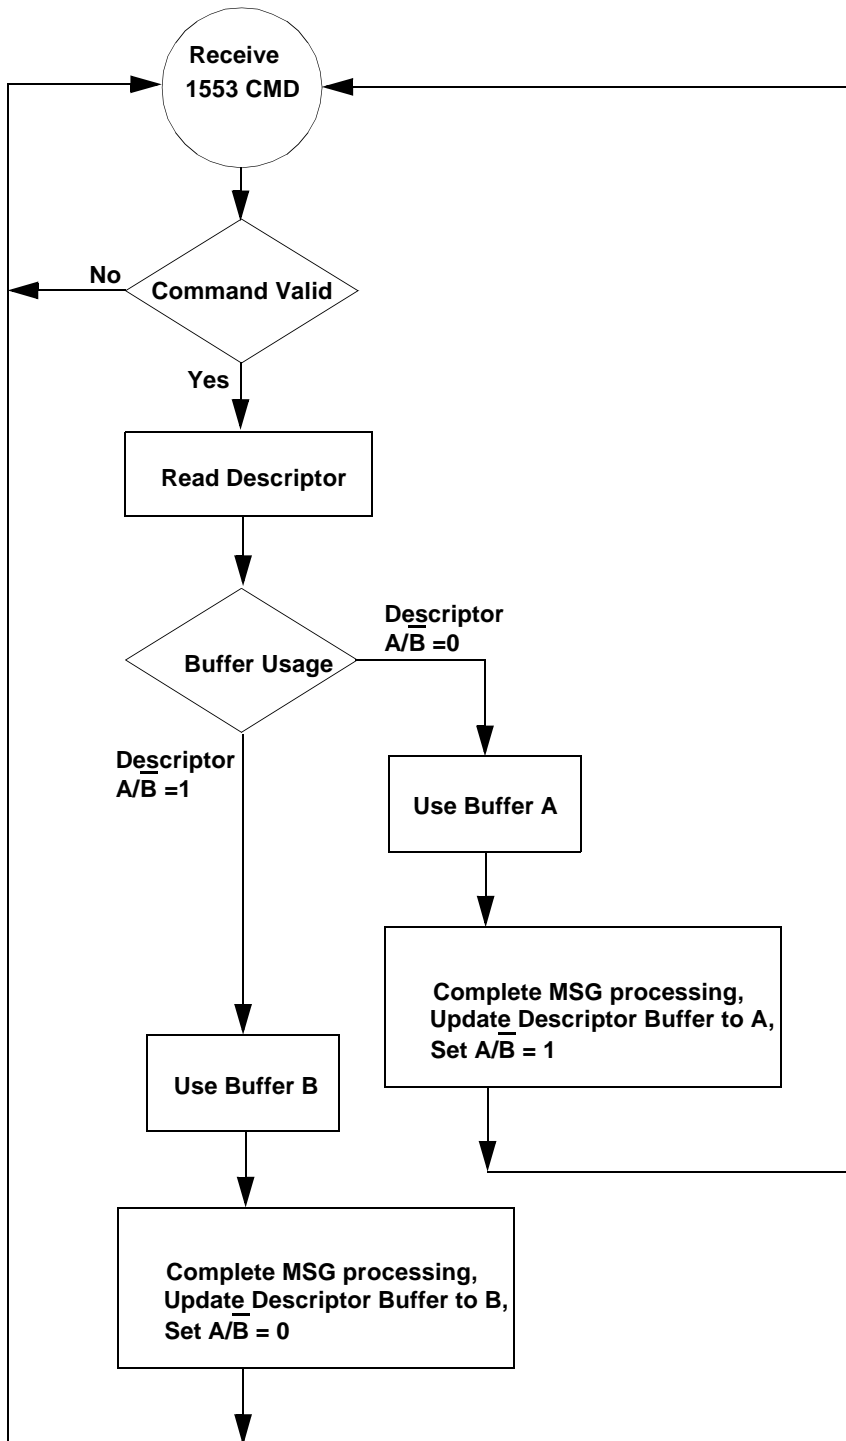 Receive
1553 CMD
No
Command Valid
Yes
Read Descriptor
Descriptor
A/B̅ =0
Buffer Usage
Descriptor
A/B̅ =1
Use Buffer A
Complete MSG processing,
Update Descriptor Buffer to A,
Set A/B̅ = 1
Use Buffer B
Complete MSG processing,
Update Descriptor Buffer to B,
Set A/B̅ = 0